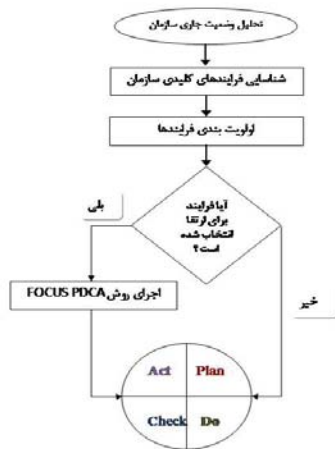 تحلیل وضعیت جاری سازمان
شناسایی فرایندهای کلیدی سازمان
اولویت بندی فرایندها
آیا فرایند
برای ارتقا
انتخاب شده
است؟
بلی
خیر
اجرای روش FOCUS PDCA
Act Plan
Check Do